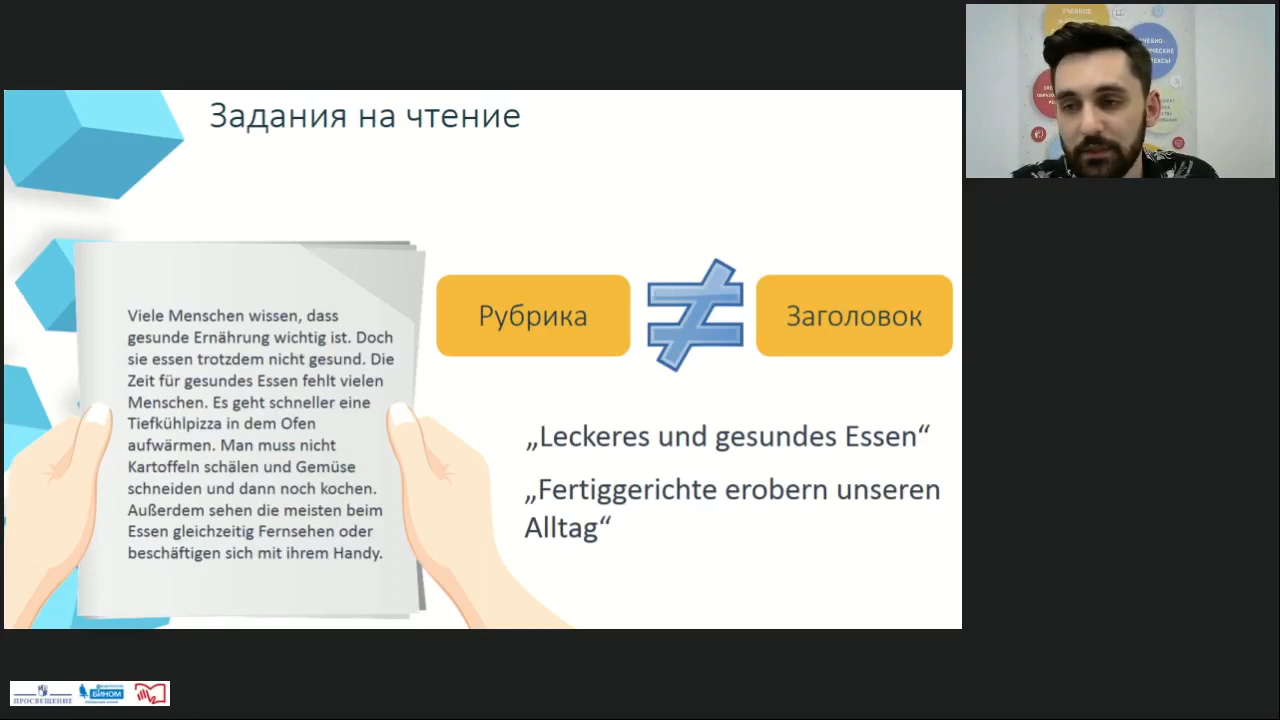 Задания на чтение
Viele Menschen wissen, dass
gesunde Ernährung wichtig ist. Doch
sie essen trotzdem nicht gesund. Die
Zeit für gesundes Essen fehlt vielen
Menschen. Es geht schneller eine
Tiefkühlpizza in dem Ofen
aufwärmen. Man muss nicht
Kartoffeln schälen und Gemüse
schneiden und dann noch kochen.
Außerdem sehen die meisten beim
Essen gleichzeitig Fernsehen oder
beschäftigen sich mit ihrem Handy.
Рубрика
≠
Заголовок
„Leckeres und gesundes Essen“
„Fertiggerichte erobern unseren
Alltag“
ПРОСВЕЩЕНИЕ
БИНОМ